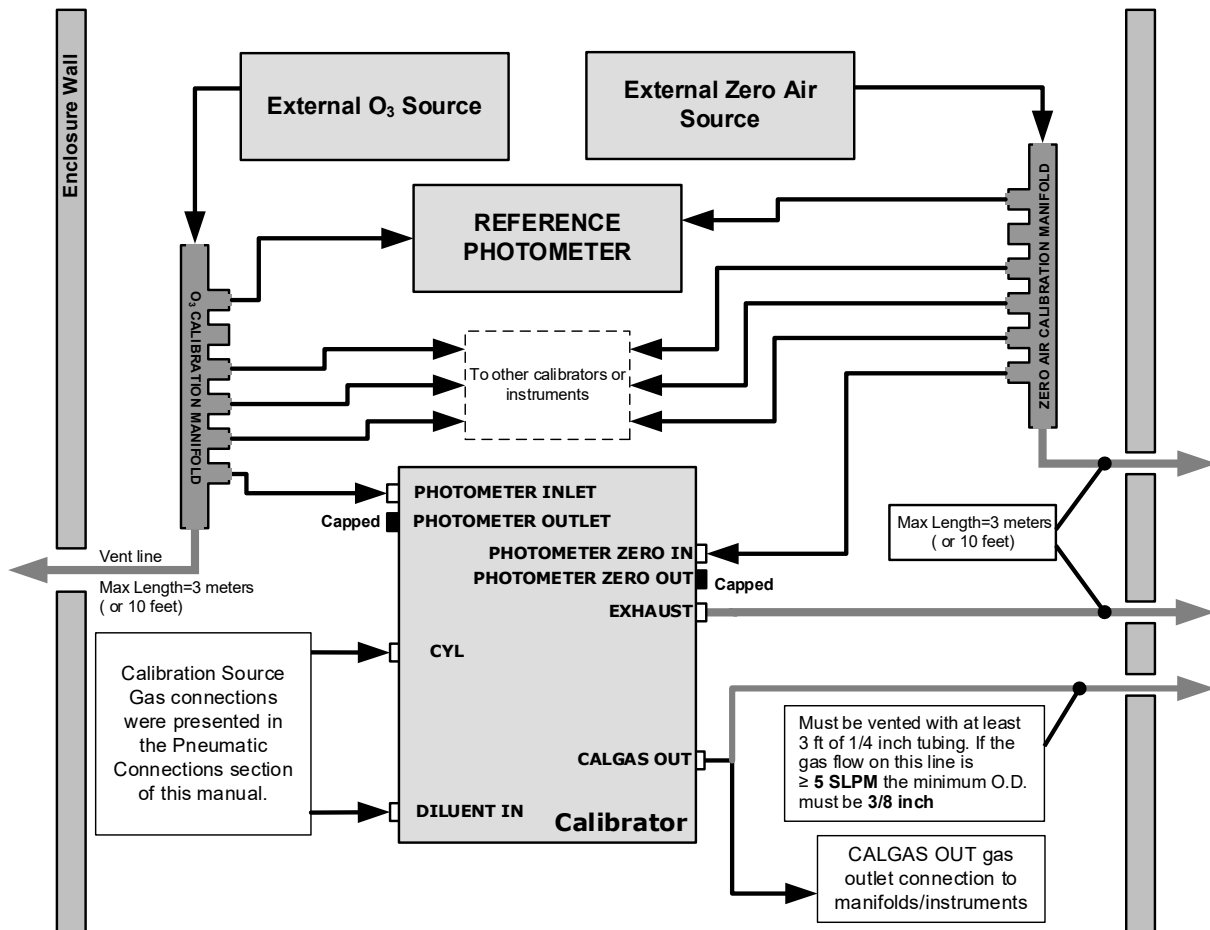 Enclosure Wall
External O₃ Source
External Zero Air
Source
REFERENCE
PHOTOMETER
O₃ CALIBRATION MANIFOLD
ZERO AIR CALIBRATION MANIFOLD
To other calibrators or
instruments
PHOTOMETER INLET
Capped
PHOTOMETER OUTLET
PHOTOMETER ZERO IN
PHOTOMETER ZERO OUT
Capped
EXHAUST
Max Length=3 meters
( or 10 feet)
Vent line
Max Length=3 meters
( or 10 feet)
CYL
Calibration Source
Gas connections
were presented in
the Pneumatic
Connections section
of this manual.
CALGAS OUT
DILUENT IN
Calibrator
Must be vented with at least
3 ft of 1/4 inch tubing. If the
gas flow on this line is
≥ 5 SLPM the minimum O.D.
must be 3/8 inch
CALGAS OUT gas
outlet connection to
manifolds/instruments